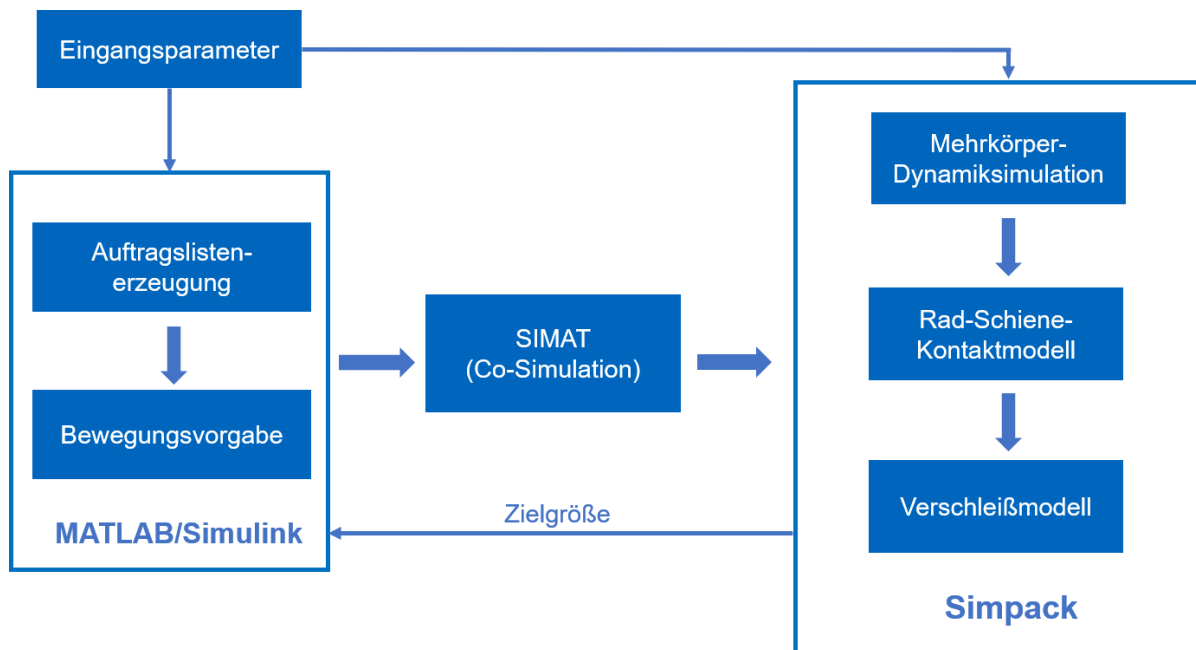 Eingangsparameter
Auftragslisten-
erzeugung
Bewegungsvorgabe
MATLAB/Simulink
SIMAT
(Co-Simulation)
Zielgröße
Mehrkörper-
Dynamiksimulation
Rad-Schiene-
Kontaktmodell
Verschleißmodell
Simpack